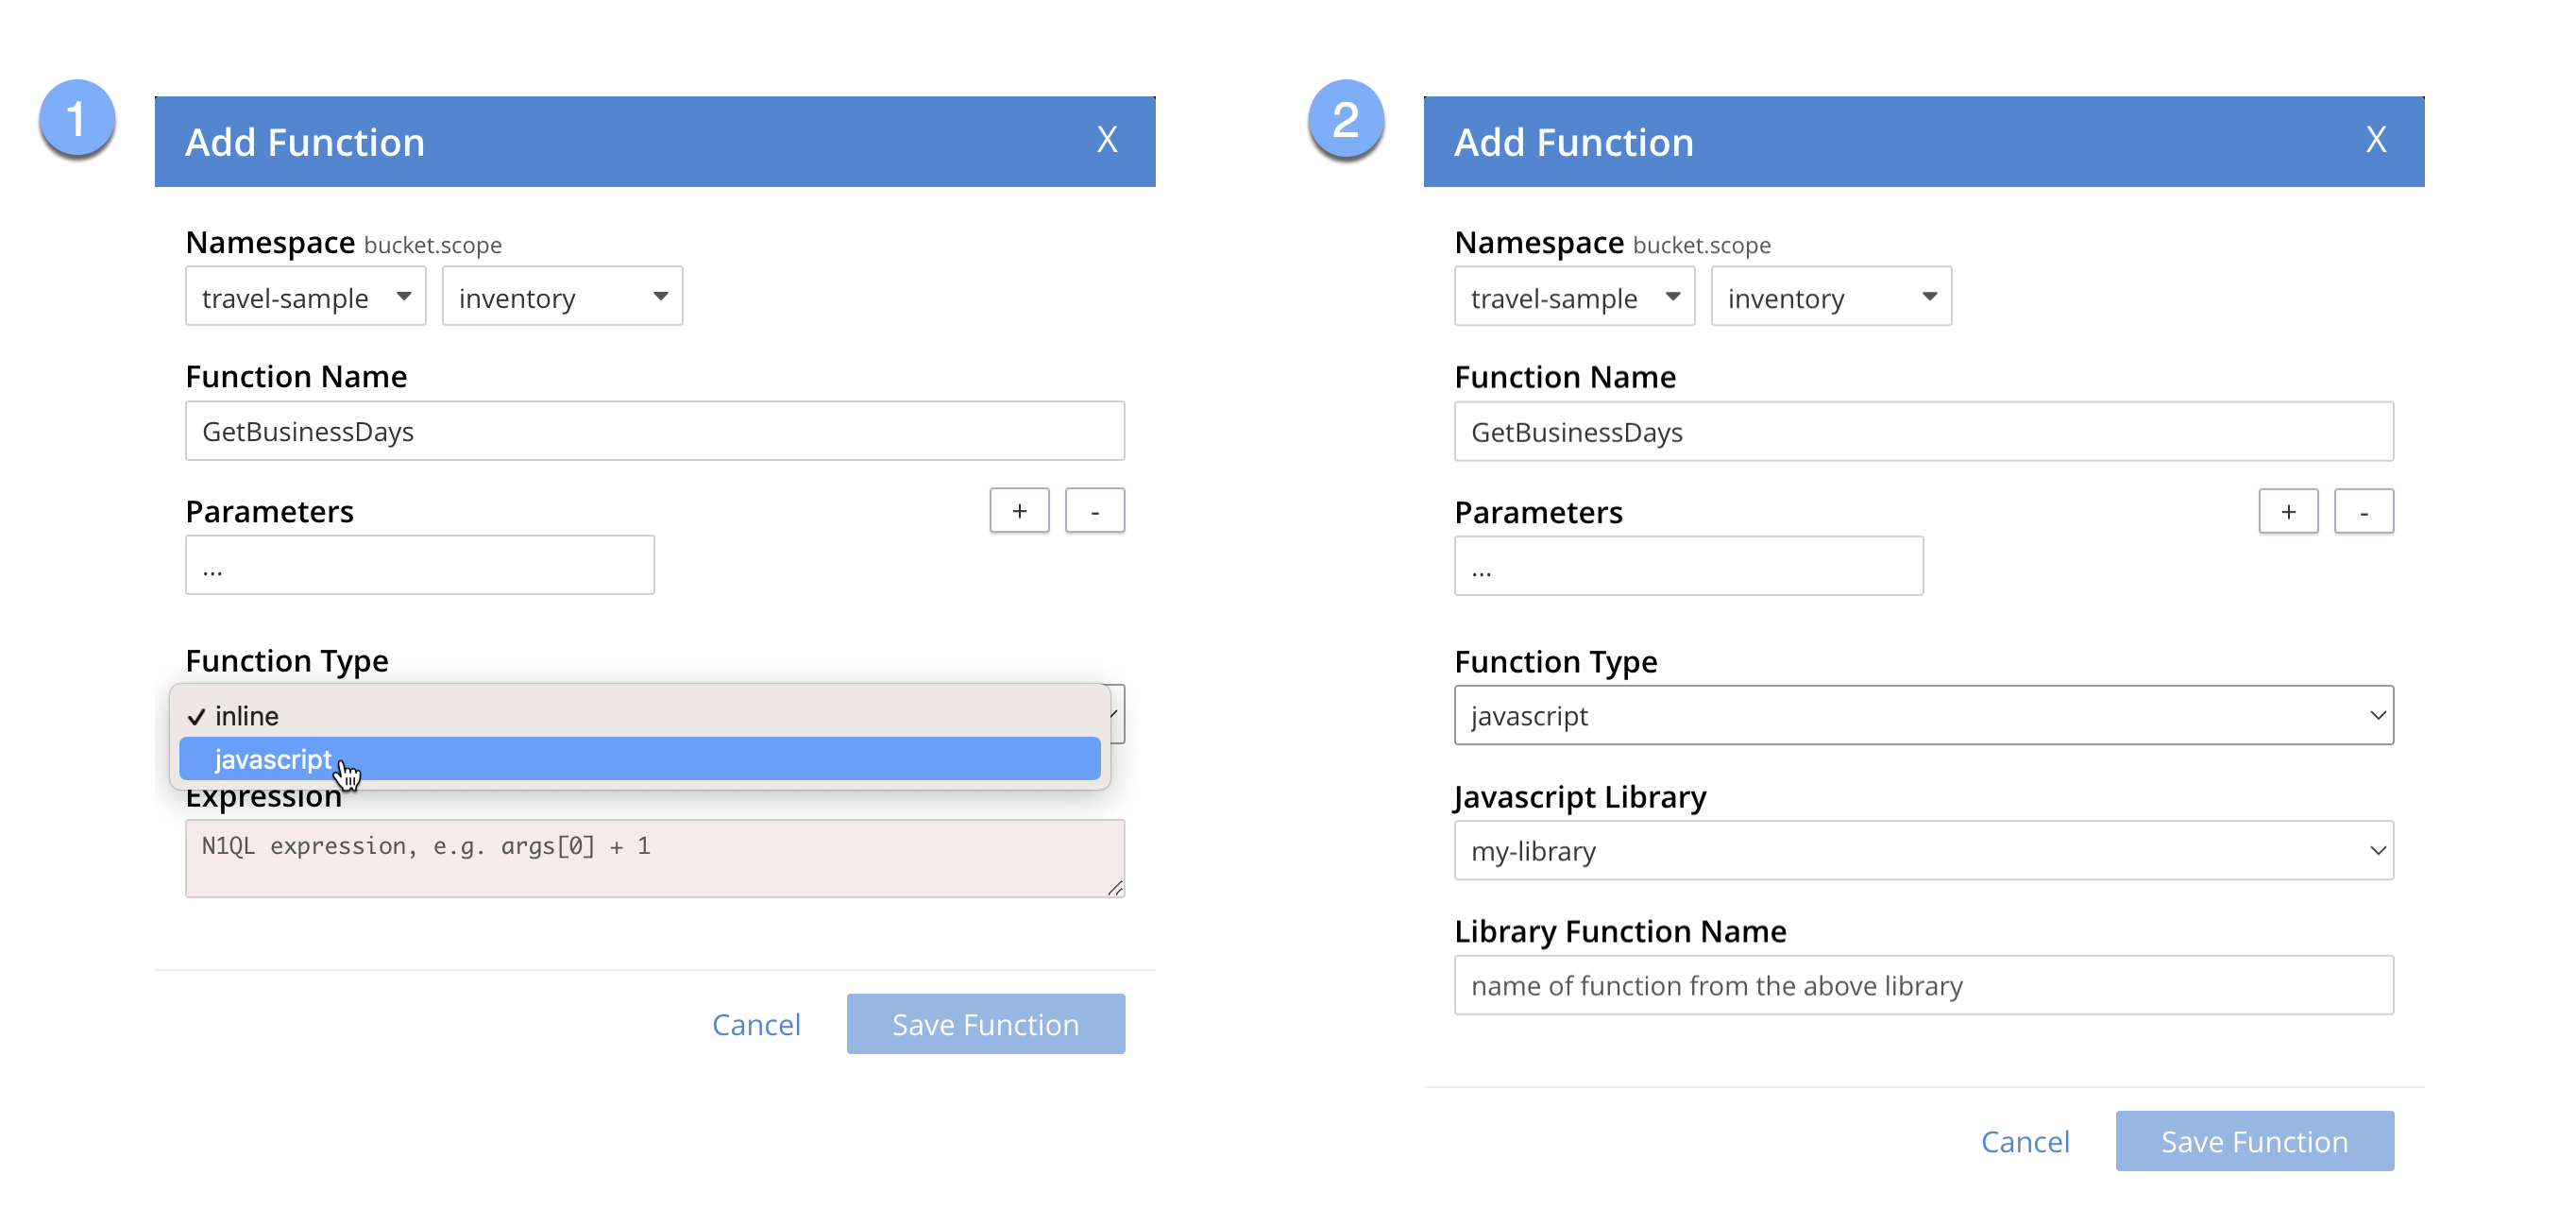 1
Add Function X
Namespace bucket.scope
travel-sample inventory
Function Name
GetBusinessDays
Parameters + -
...
Function Type
✓ inline
javascript
Expression
N1QL expression, e.g. args[0] + 1
Cancel Save Function
2
Add Function X
Namespace bucket.scope
travel-sample inventory
Function Name
GetBusinessDays
Parameters + -
...
Function Type
javascript
Javascript Library
my-library
Library Function Name
name of function from the above library
Cancel Save Function